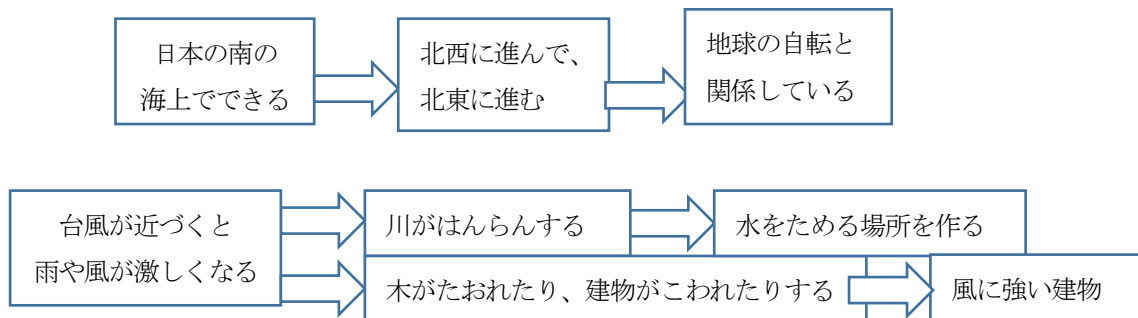 日本の南の
海上でできる
北西に進んで、
北東に進む
地球の自転と
関係している
台風が近づくと
雨や風が激しくなる
川がはんらんする
水をためる場所を作る
木がたおれたり、建物がこわれたりする
風に強い建物